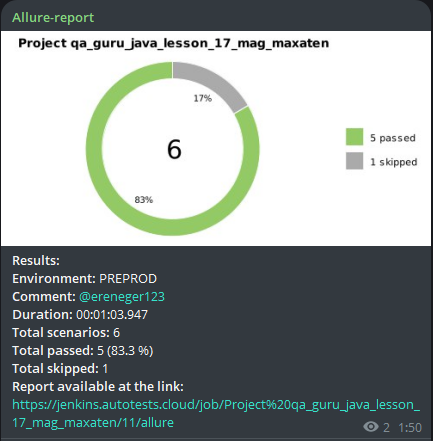 Allure-report
Project qa_guru_java_lesson_17_mag_maxaten
17%
6
83%
5 passed
1 skipped
Results:
Environment: PREPROD
Comment: @ereneger123
Duration: 00:01:03.947
Total scenarios: 6
Total passed: 5 (83.3 %)
Total skipped: 1
Report available at the link:
https://jenkins.autotests.cloud/job/Project%20qa_guru_java_lesson_
17_mag_maxaten/11/allure
2 1:50